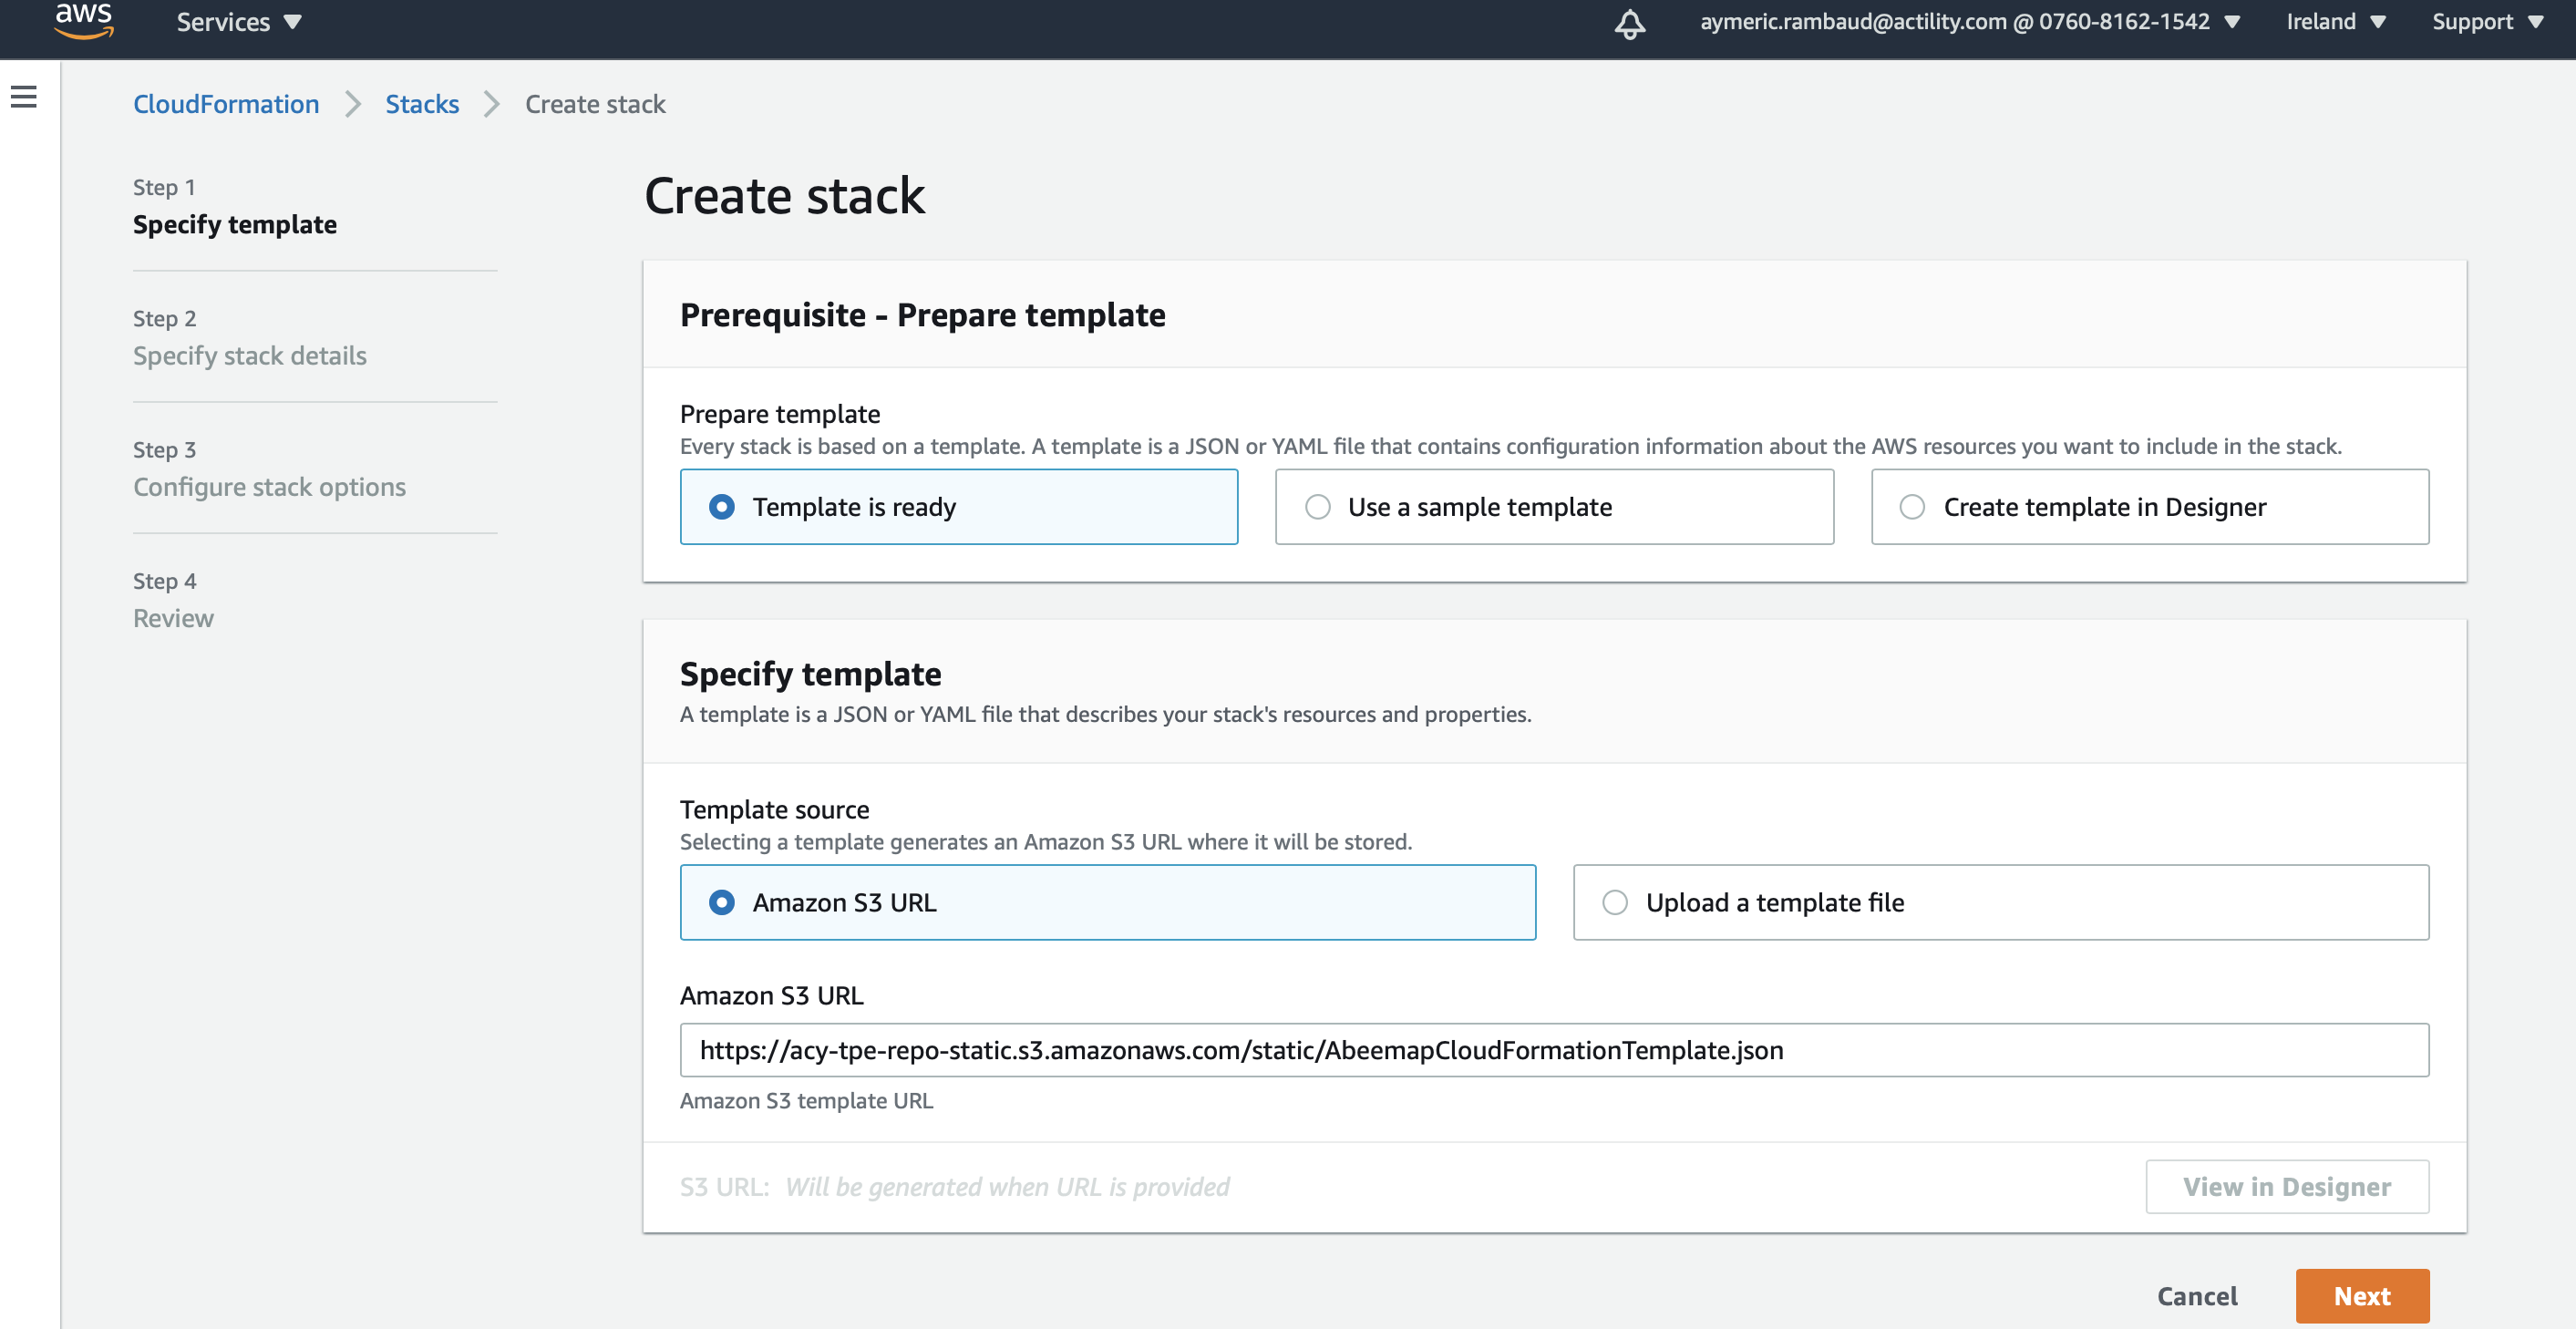 aws Services aymeric.rambaud@actility.com @ 0760-8162-1542 Ireland Support
CloudFormation Stacks Create stack
Step 1
Specify template
Step 2
Specify stack details
Step 3
Configure stack options
Step 4
Review
Create stack
Prerequisite - Prepare template
Prepare template
Every stack is based on a template. A template is a JSON or YAML file that contains configuration information about the AWS resources you want to include in the stack.
Template is ready Use a sample template Create template in Designer
Specify template
A template is a JSON or YAML file that describes your stack's resources and properties.
Template source
Selecting a template generates an Amazon S3 URL where it will be stored.
Amazon S3 URL Upload a template file
Amazon S3 URL
https://acy-tpe-repo-static.s3.amazonaws.com/static/AbeemapCloudFormationTemplate.json
Amazon S3 template URL
S3 URL: Will be generated when URL is provided View in Designer
Cancel Next